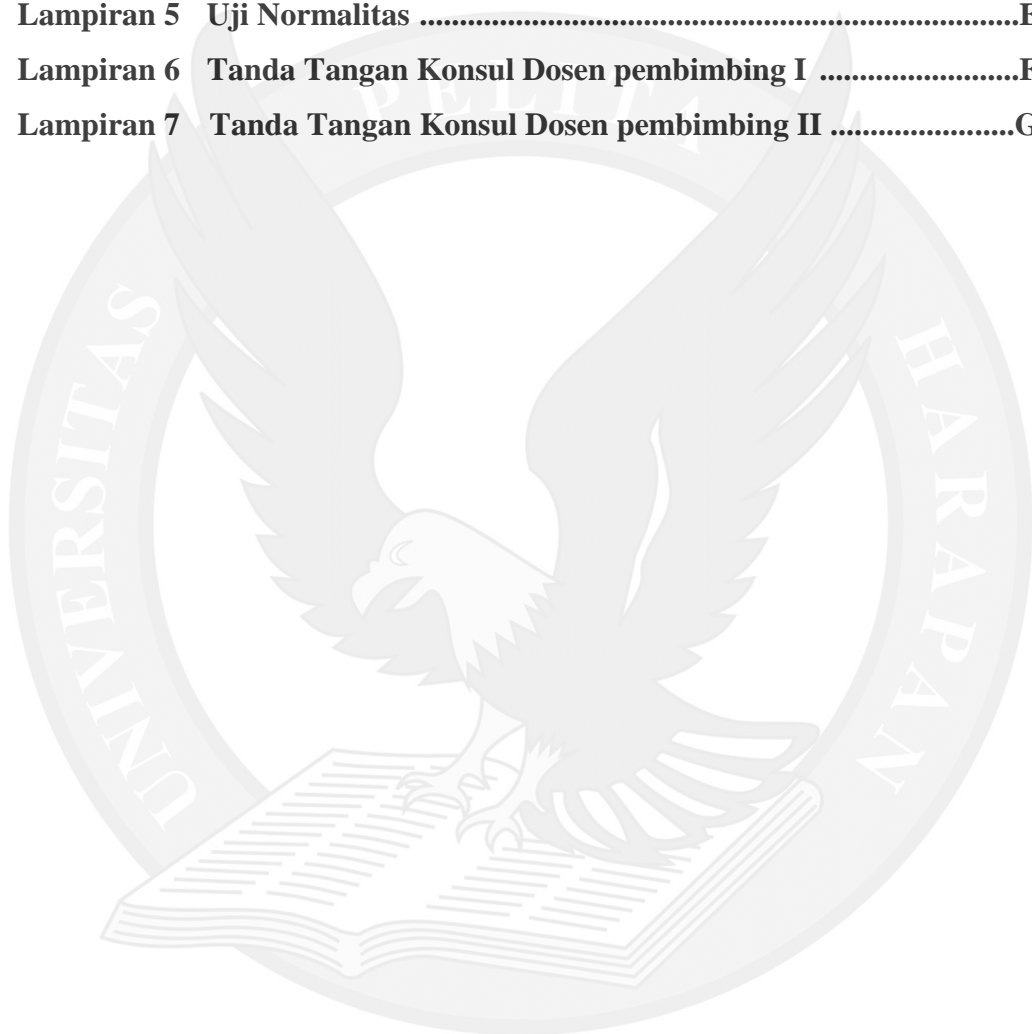 Lampiran 5 Uji Normalitas ............................................................................E
Lampiran 6 Tanda Tangan Konsul Dosen pembimbing I .........................F
Lampiran 7 Tanda Tangan Konsul Dosen pembimbing II .......................G
UNIVERSITAS PELITA HARAPAN